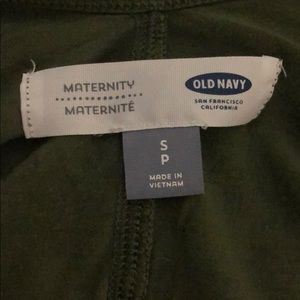 MATERNITY
MATERNITÉ
OLD NAVY
SAN FRANCISCO
CALIFORNIA
S
P
MADE IN
VIETNAM